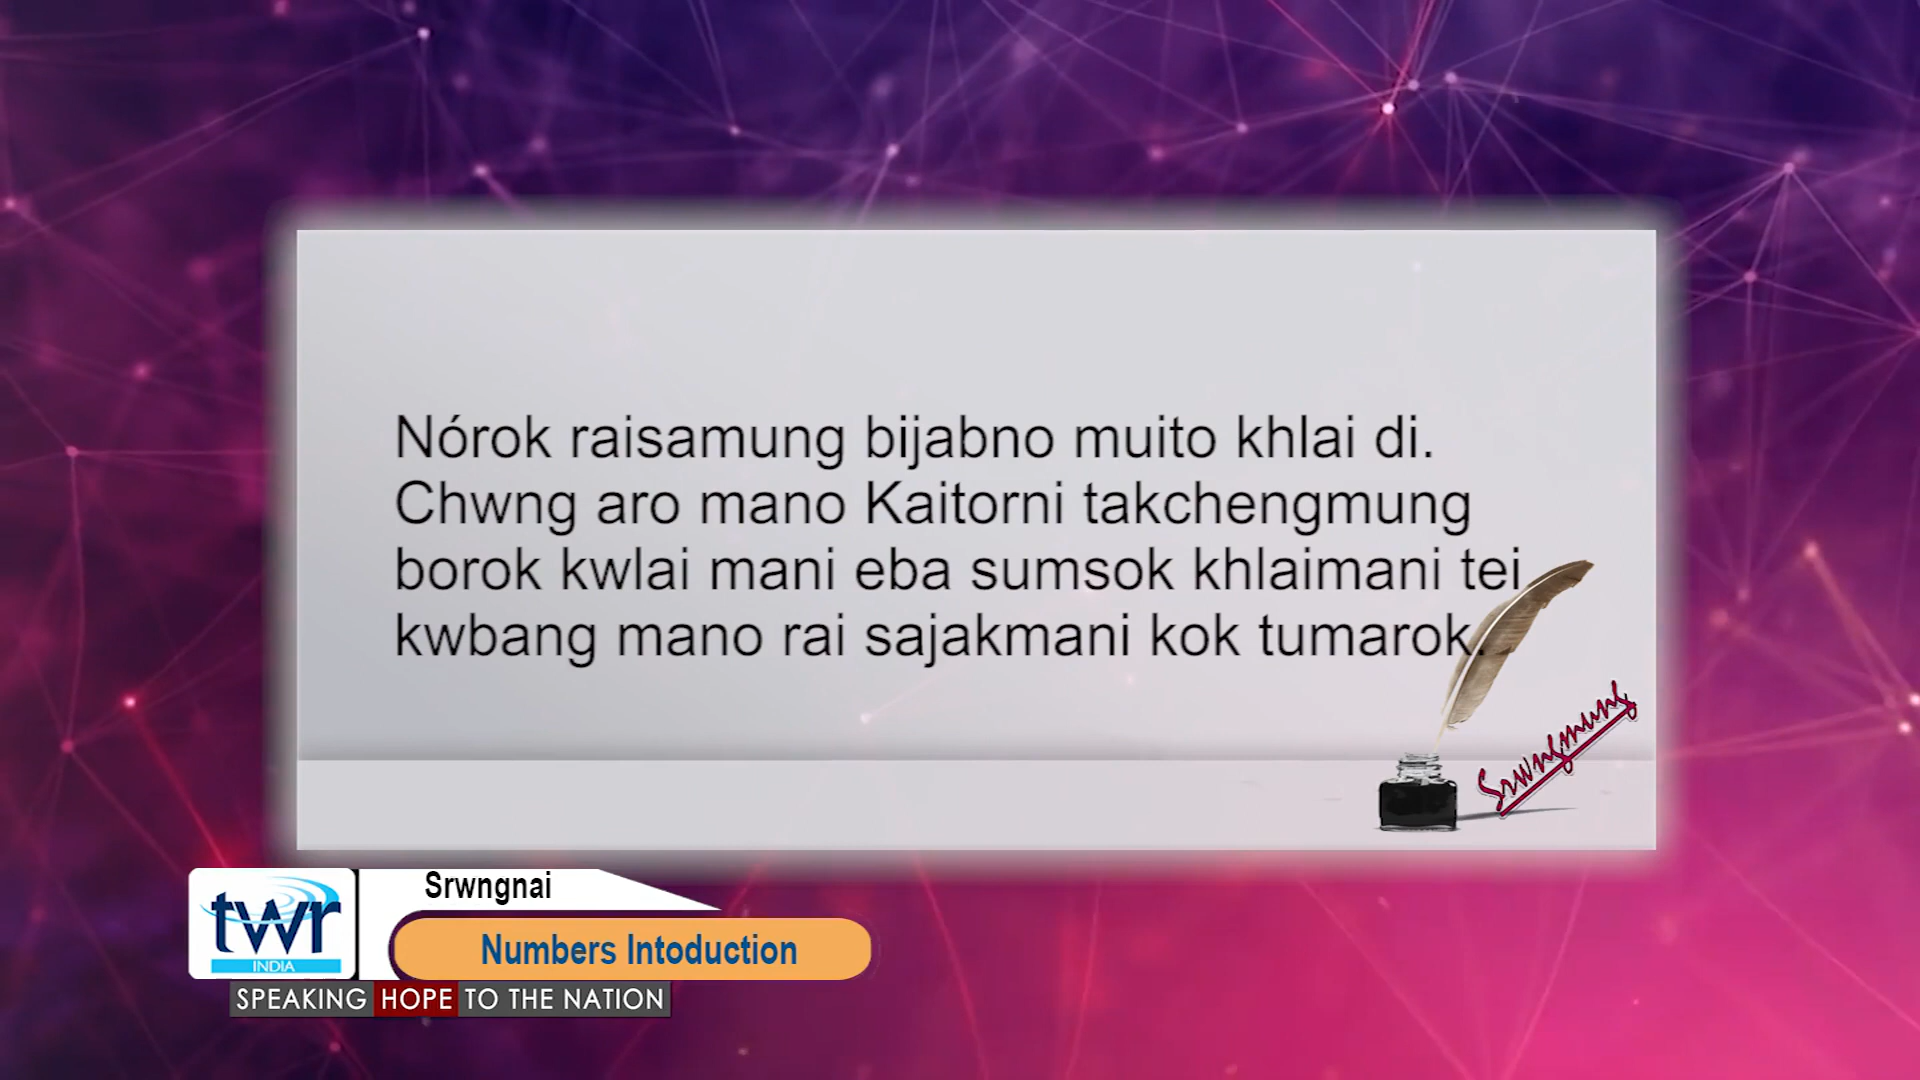 Nórok raisamung bijabno muito khlai di.
Chwng aro mano Kaitorni takchengmung
borok kwlai mani eba sumsok khlaimani tei
kwbang mano rai sajakmani kok tumarok.
Srwngmung
Srwngnai
twr
INDIA
Numbers Intoduction
SPEAKING HOPE TO THE NATION